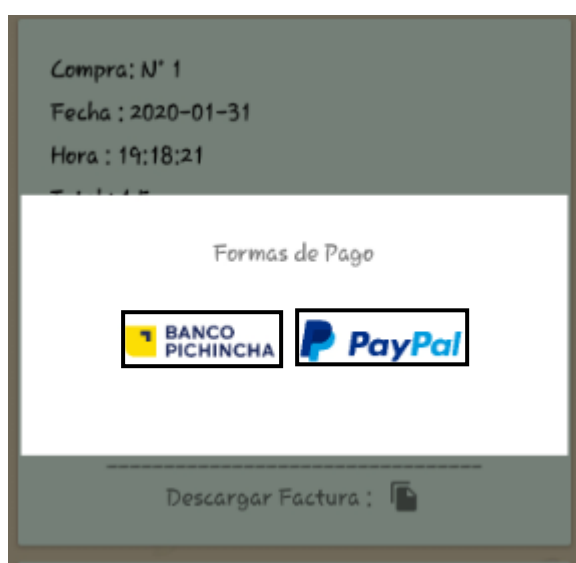 Compra: N° 1
Fecha : 2020-01-31
Hora : 19:18:21
Formas de Pago
BANCO
PICHINCHA
PayPal
Descargar Factura :